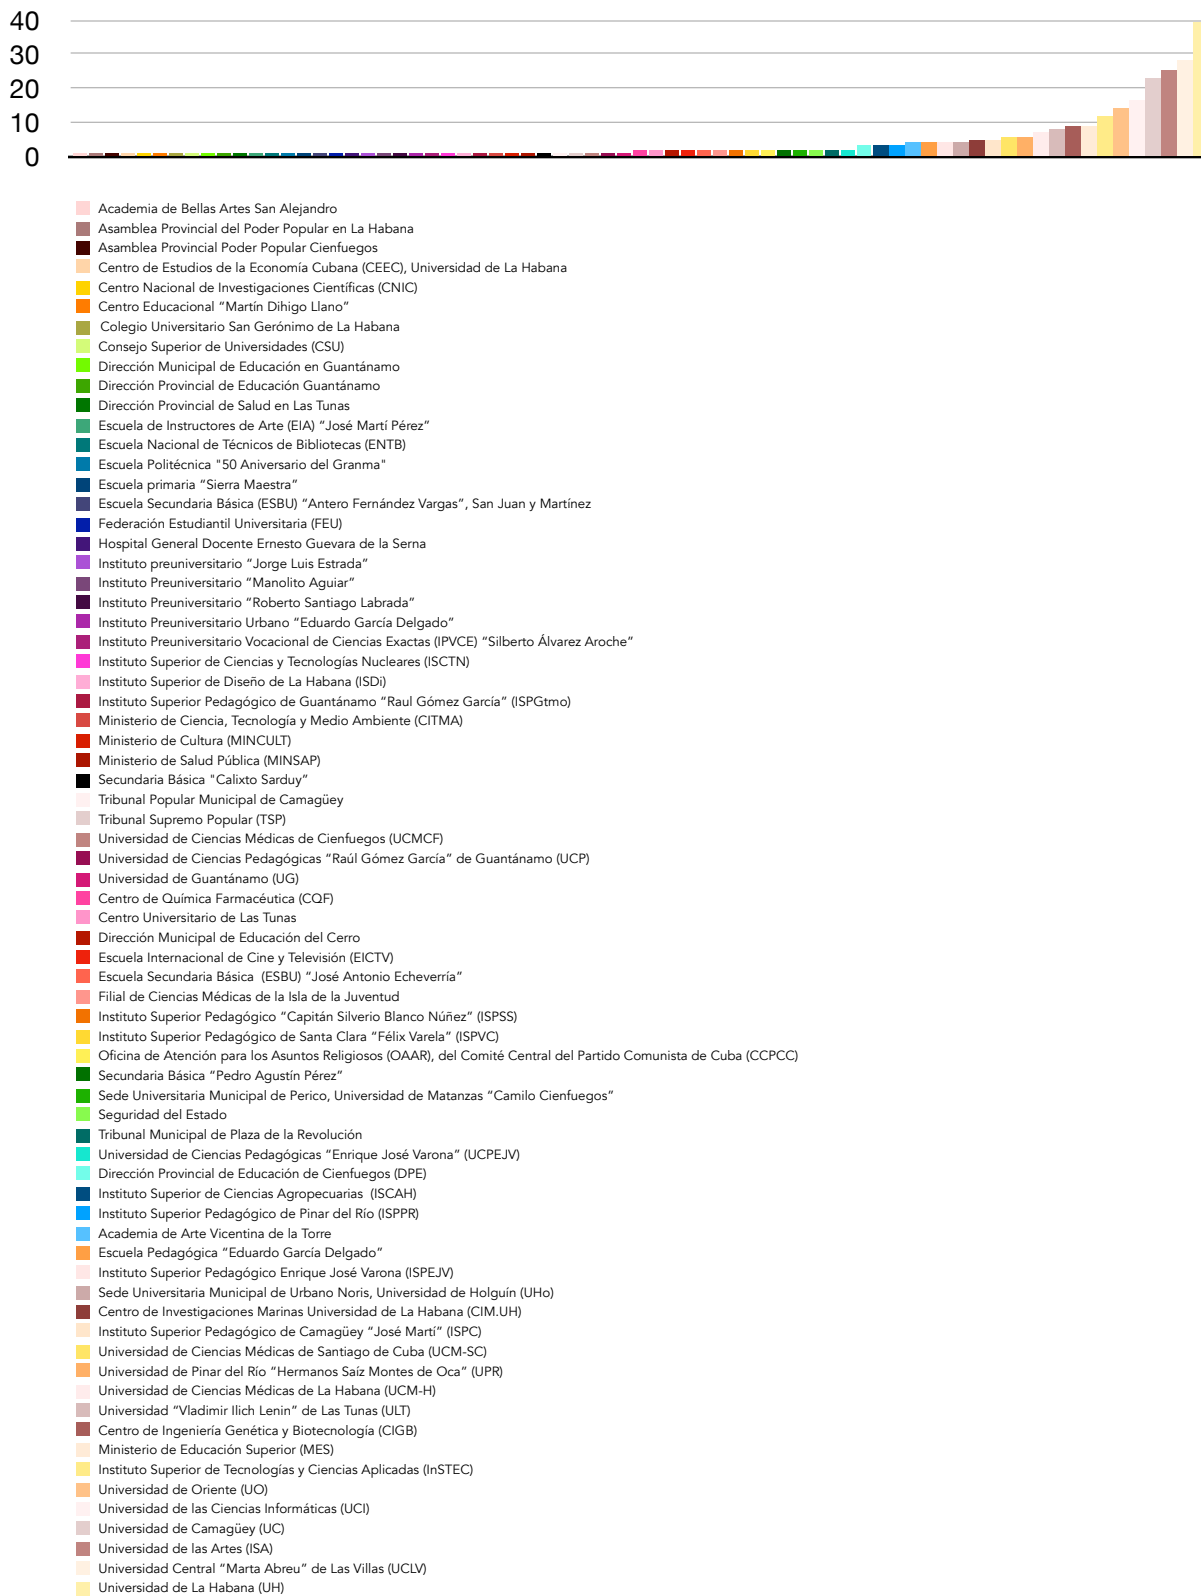 40
30
20
10
0
Academia de Bellas Artes San Alejandro
Asamblea Provincial del Poder Popular en La Habana
Asamblea Provincial Poder Popular Cienfuegos
Centro de Estudios de la Economía Cubana (CEEC), Universidad de La Habana
Centro Nacional de Investigaciones Científicas (CNIC)
Centro Educacional “Martín Dihigo Llano”
Colegio Universitario San Gerónimo de La Habana
Consejo Superior de Universidades (CSU)
Dirección Municipal de Educación en Guantánamo
Dirección Provincial de Educación Guantánamo
Dirección Provincial de Salud en Las Tunas
Escuela de Instructores de Arte (EIA) “José Martí Pérez”
Escuela Nacional de Técnicos de Bibliotecas (ENTB)
Escuela Politécnica "50 Aniversario del Granma"
Escuela primaria “Sierra Maestra”
Escuela Secundaria Básica (ESBU) “Antero Fernández Vargas”, San Juan y Martínez
Federación Estudiantil Universitaria (FEU)
Hospital General Docente Ernesto Guevara de la Serna
Instituto preuniversitario “Jorge Luis Estrada”
Instituto Preuniversitario “Manolito Aguiar”
Instituto Preuniversitario “Roberto Santiago Labrada”
Instituto Preuniversitario Urbano “Eduardo García Delgado”
Instituto Preuniversitario Vocacional de Ciencias Exactas (IPVCE) “Silberto Álvarez Aroche”
Instituto Superior de Ciencias y Tecnologías Nucleares (ISCTN)
Instituto Superior de Diseño de La Habana (ISDi)
Instituto Superior Pedagógico de Guantánamo “Raul Gómez García” (ISPGtmo)
Ministerio de Ciencia, Tecnología y Medio Ambiente (CITMA)
Ministerio de Cultura (MINCULT)
Ministerio de Salud Pública (MINSAP)
Secundaria Básica "Calixto Sarduy”
Tribunal Popular Municipal de Camagüey
Tribunal Supremo Popular (TSP)
Universidad de Ciencias Médicas de Cienfuegos (UCMCF)
Universidad de Ciencias Pedagógicas “Raúl Gómez García” de Guantánamo (UCP)
Universidad de Guantánamo (UG)
Centro de Química Farmacéutica (CQF)
Centro Universitario de Las Tunas
Dirección Municipal de Educación del Cerro
Escuela Internacional de Cine y Televisión (EICTV)
Escuela Secundaria Básica  (ESBU) “José Antonio Echeverría”
Filial de Ciencias Médicas de la Isla de la Juventud
Instituto Superior Pedagógico “Capitán Silverio Blanco Núñez” (ISPSS)
Instituto Superior Pedagógico de Santa Clara “Félix Varela” (ISPVC)
Oficina de Atención para los Asuntos Religiosos (OAAR), del Comité Central del Partido Comunista de Cuba (CCPCC)
Secundaria Básica “Pedro Agustín Pérez”
Sede Universitaria Municipal de Perico, Universidad de Matanzas “Camilo Cienfuegos”
Seguridad del Estado
Tribunal Municipal de Plaza de la Revolución
Universidad de Ciencias Pedagógicas “Enrique José Varona” (UCPEJV)
Dirección Provincial de Educación de Cienfuegos (DPE)
Instituto Superior de Ciencias Agropecuarias  (ISCAH)
Instituto Superior Pedagógico de Pinar del Río (ISPPR)
Academia de Arte Vicentina de la Torre
Escuela Pedagógica “Eduardo García Delgado”
Instituto Superior Pedagógico Enrique José Varona (ISPEJV)
Sede Universitaria Municipal de Urbano Noris, Universidad de Holguín (UHo)
Centro de Investigaciones Marinas Universidad de La Habana (CIM.UH)
Instituto Superior Pedagógico de Camagüey “José Martí” (ISPC)
Universidad de Ciencias Médicas de Santiago de Cuba (UCM-SC)
Universidad de Pinar del Río “Hermanos Saíz Montes de Oca” (UPR)
Universidad de Ciencias Médicas de La Habana (UCM-H)
Universidad “Vladimir Ilich Lenin” de Las Tunas (ULT)
Centro de Ingeniería Genética y Biotecnología (CIGB)
Ministerio de Educación Superior (MES)
Instituto Superior de Tecnologías y Ciencias Aplicadas (InSTEC)
Universidad de Oriente (UO)
Universidad de las Ciencias Informáticas (UCI)
Universidad de Camagüey (UC)
Universidad de las Artes (ISA)
Universidad Central “Marta Abreu” de Las Villas (UCLV)
Universidad de La Habana (UH)